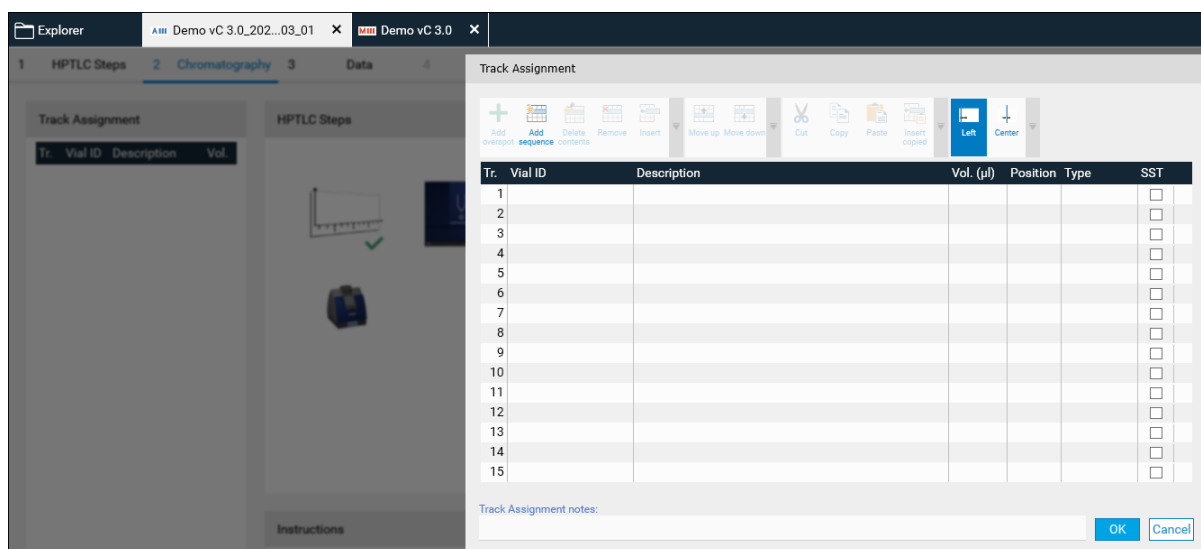 Explorer
AIII Demo vC 3.0_202...03_01 ×
MIII Demo vC 3.0 ×
1 HPTLC Steps 2 Chromatography 3 Data 4
Track Assignment
Tr. Vial ID Description Vol.
HPTLC Steps
Instructions
Track Assignment
Add overspot
Add sequence
Delete contents
Remove
Insert
Move up
Move down
Cut
Copy
Paste
Insert copied
Left
Center
Tr. Vial ID Description Vol. (µl) Position Type SST
1
2
3
4
5
6
7
8
9
10
11
12
13
14
15
Track Assignment notes:
OK Cancel